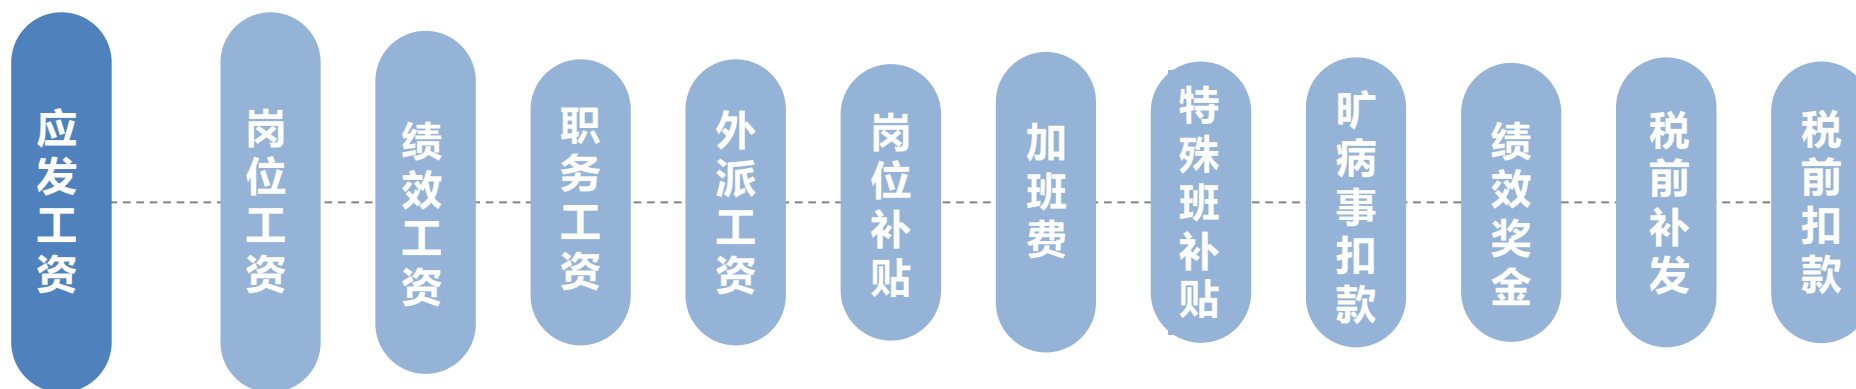 应发工资
岗位工资
绩效工资
职务工资
外派工资
岗位补贴
加班费
特殊班补贴
旷病事扣款
绩效奖金
税前补发
税前扣款